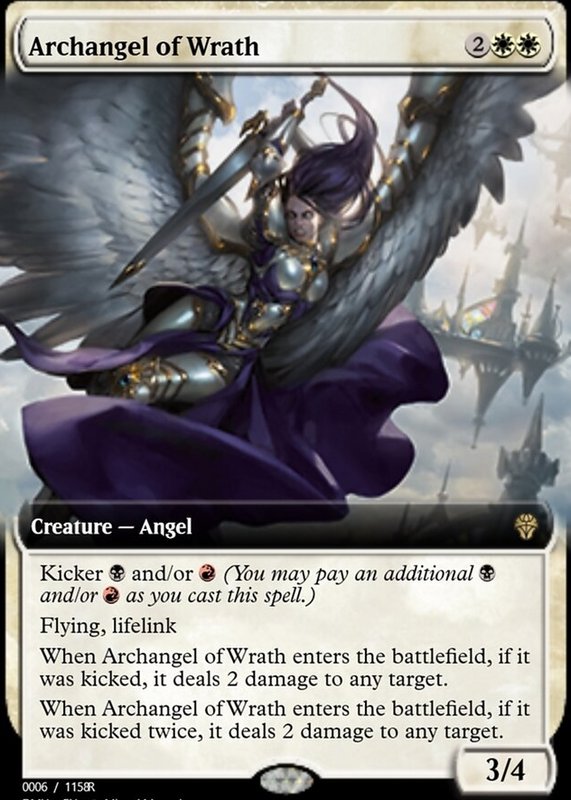 Archangel of Wrath 2
Creature — Angel
Kicker and/or (You may pay an additional
and/or as you cast this spell.)
Flying, lifelink
When Archangel of Wrath enters the battlefield, if it
was kicked, it deals 2 damage to any target.
When Archangel of Wrath enters the battlefield, if it
was kicked twice, it deals 2 damage to any target.
3/4
0006 / 1158R